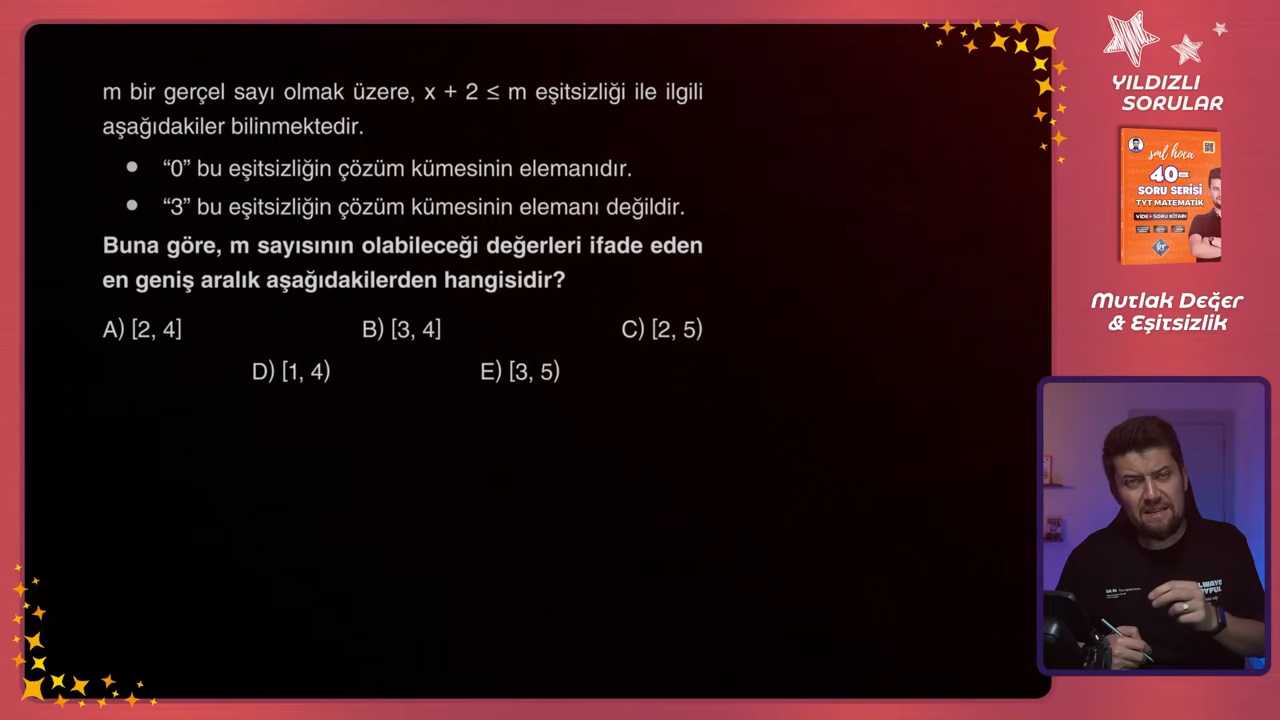 m bir gerçel sayı olmak üzere, x + 2 ≤ m eşitsizliği ile ilgili
aşağıdakiler bilinmektedir.
• “0” bu eşitsizliğin çözüm kümesinin elemanıdır.
• “3” bu eşitsizliğin çözüm kümesinin elemanı değildir.
Buna göre, m sayısının olabileceği değerleri ifade eden
en geniş aralık aşağıdakilerden hangisidir?
A) [2, 4] B) [3, 4] C) [2, 5)
D) [1, 4) E) [3, 5)
YILDIZLI
SORULAR
sml hoca
40
SORU SERİSİ
TYT MATEMATİK
Mutlak Değer
& Eşitsizlik